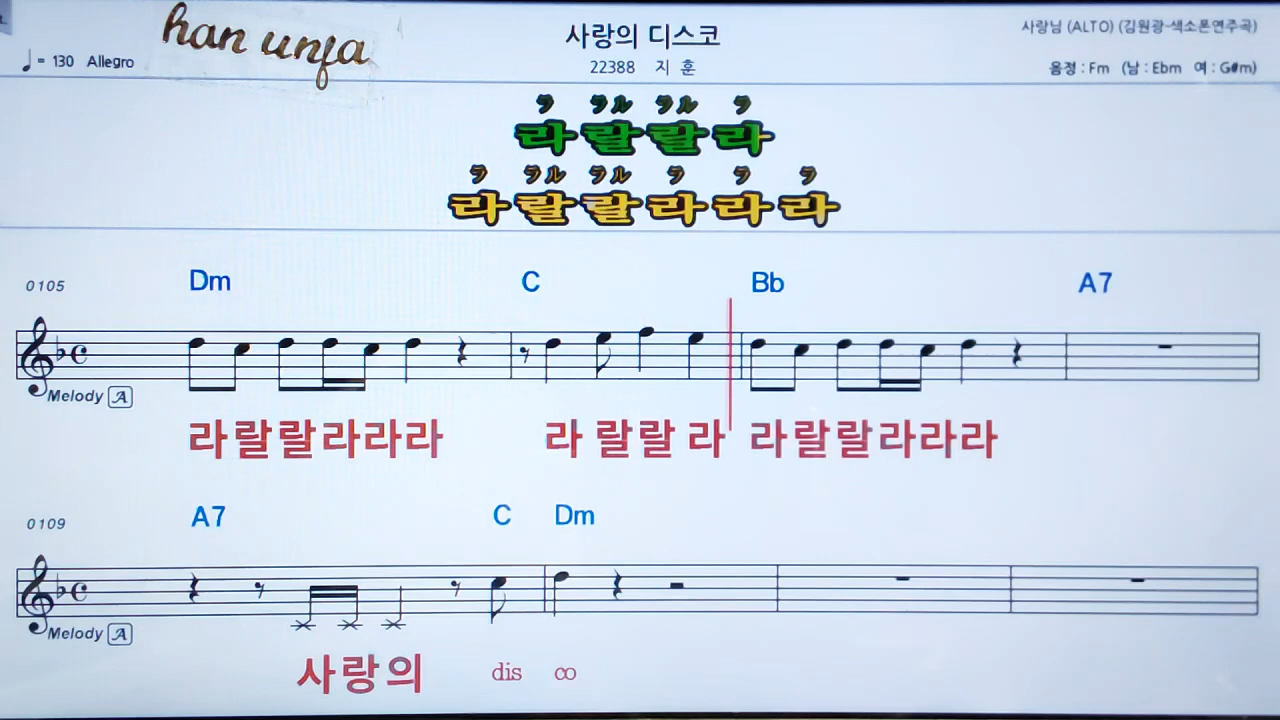 han unja
사랑의 디스코
사랑님 (ALTO) (김원광-색소폰연주곡)
♩= 130 Allegro
22388 지 훈
음정 : Fm (남 : Ebm 여 : G#m)
ラ ラル ラル ラ
라 랄 랄 라
ラ ラル ラル ラ ラ ラ
라 랄 랄 라 라 라
0105 Dm C Bb A7
Melody A
라랄랄라라라 라 랄랄 라 라랄랄라라라
0109 A7 C Dm
Melody A
사랑의 dis co